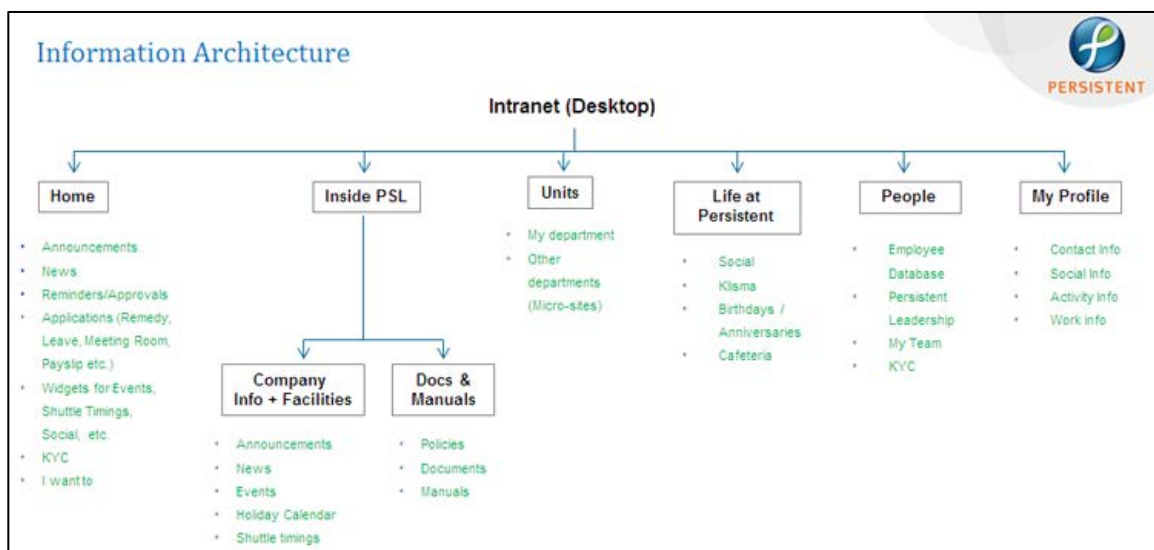 Information Architecture
PERSISTENT
Intranet (Desktop)
Home
Announcements
News
Reminders/Approvals
Applications (Remedy,
Leave, Meeting Room,
Payslip etc.)
Widgets for Events,
Shuttle Timings,
Social, etc.
KYC
I want to
Inside PSL
Company
Info + Facilities
Announcements
News
Events
Holiday Calendar
Shuttle timings
Docs &
Manuals
Policies
Documents
Manuals
Units
My department
Other
departments
(Micro-sites)
Life at
Persistent
Social
Klisma
Birthdays /
Anniversaries
Cafeteria
People
Employee
Database
Persistent
Leadership
My Team
KYC
My Profile
Contact Info
Social Info
Activity Info
Work info